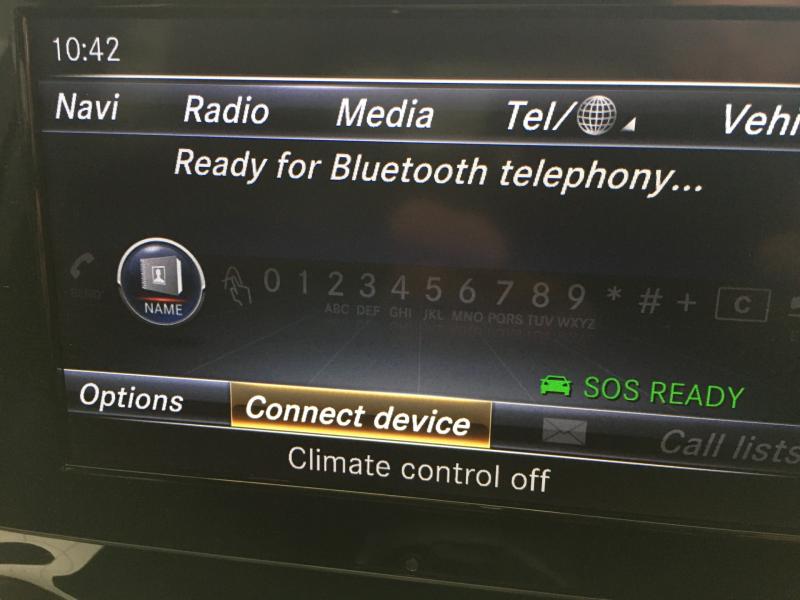 10:42
Navi Radio Media Tel/ Vehi
Ready for Bluetooth telephony...
NAME 0 1 2 3 4 5 6 7 8 9 * # + C
ABC DEF GHI JKL MNO PQRS TUV WXYZ
SOS READY
Options Connect device Call lists
Climate control off